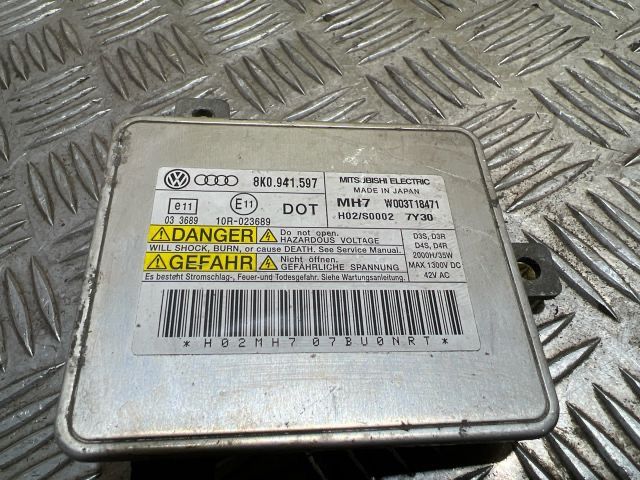 8K0.941.597
MITSUBISHI ELECTRIC
MADE IN JAPAN
e11
E11
DOT
MH7 W003T18471
03 3689
10R-023689
H02/S0002 7Y30
DANGER
Do not open.
HAZARDOUS VOLTAGE
WILL SHOCK, BURN, or cause DEATH. See Service Manual.
GEFAHR
Nicht öffnen.
GEFÄHRLICHE SPANNUNG
Es besteht Stromschlag-, Feuer-und Todesgefahr. Siehe Wartungsanleitung.
D3S, D3R
D4S, D4R
2000H/35W
MAX 1300V DC
42V AC
* H02MH7 07BU0NRT *